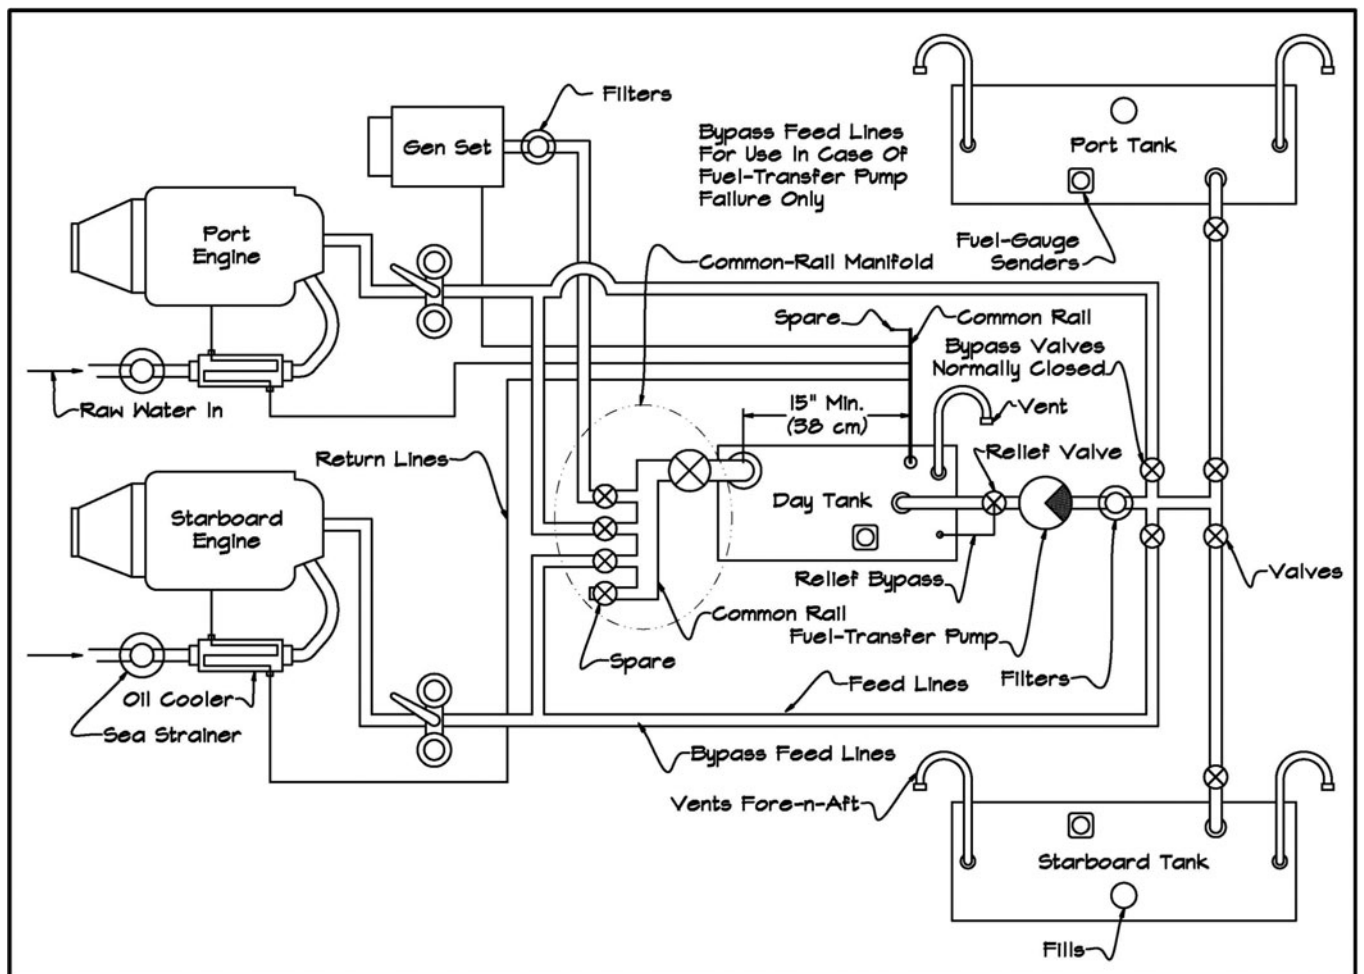 Filters
Gen Set
Bypass Feed Lines
For Use In Case Of
Fuel-Transfer Pump
Failure Only
Port Tank
Port
Engine
Fuel-Gauge
Senders
Common-Rail Manifold
Spare
Common Rail
Bypass Valves
Normally Closed
Raw Water In
15" Min.
(38 cm)
Vent
Return Lines
Relief Valve
Day Tank
Starboard
Engine
Relief Bypass
Valves
Common Rail
Fuel-Transfer Pump
Spare
Filters
Feed Lines
Oil Cooler
Sea Strainer
Bypass Feed Lines
Vents Fore-n-Aft
Starboard Tank
Fills